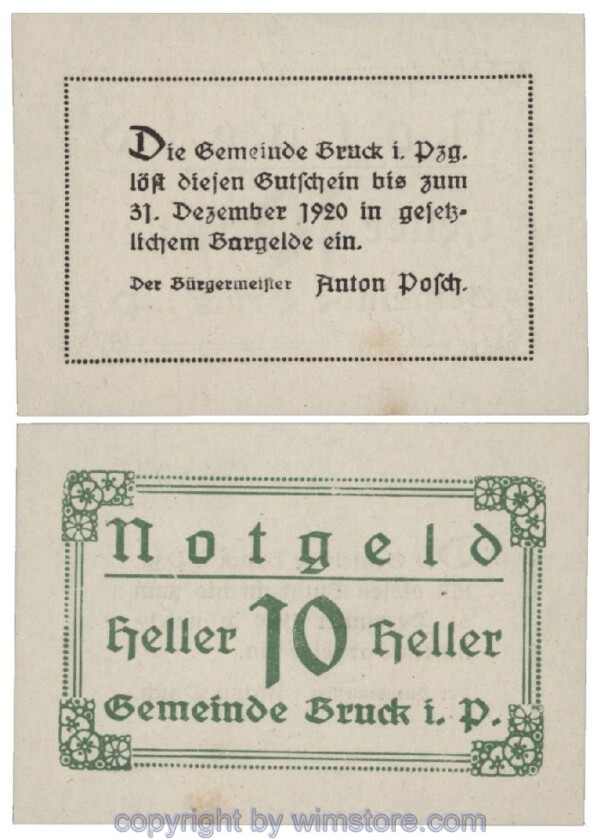 Die Gemeinde Bruck i. Pzg.
löst diesen Gutschein bis zum
31. Dezember 1920 in gesetz-
lichem Bargelde ein.
Der Bürgermeister Anton Posch.
Notgeld
Heller 10 Heller
Gemeinde Bruck i. P.
copyright by wimstore.com